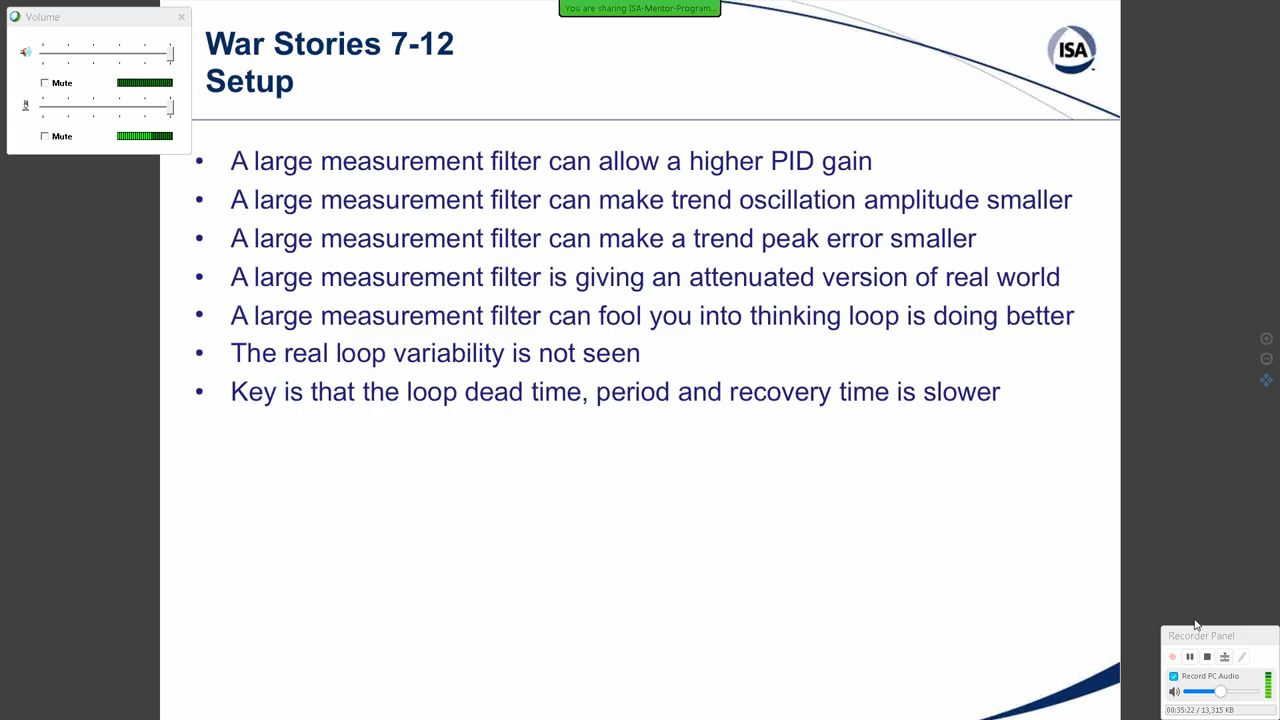 You are sharing ISA-Mentor-Program...
Volume
Mute
Mute
War Stories 7-12
Setup
ISA
• A large measurement filter can allow a higher PID gain
• A large measurement filter can make trend oscillation amplitude smaller
• A large measurement filter can make a trend peak error smaller
• A large measurement filter is giving an attenuated version of real world
• A large measurement filter can fool you into thinking loop is doing better
• The real loop variability is not seen
• Key is that the loop dead time, period and recovery time is slower
Recorder Panel
Record PC Audio
00:35:22 / 13,315 KB